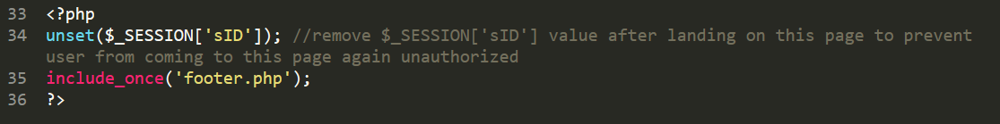 33 <?php
34 unset($_SESSION['sID']); //remove $_SESSION['sID'] value after landing on this page to prevent
user from coming to this page again unauthorized
35 include_once('footer.php');
36 ?>